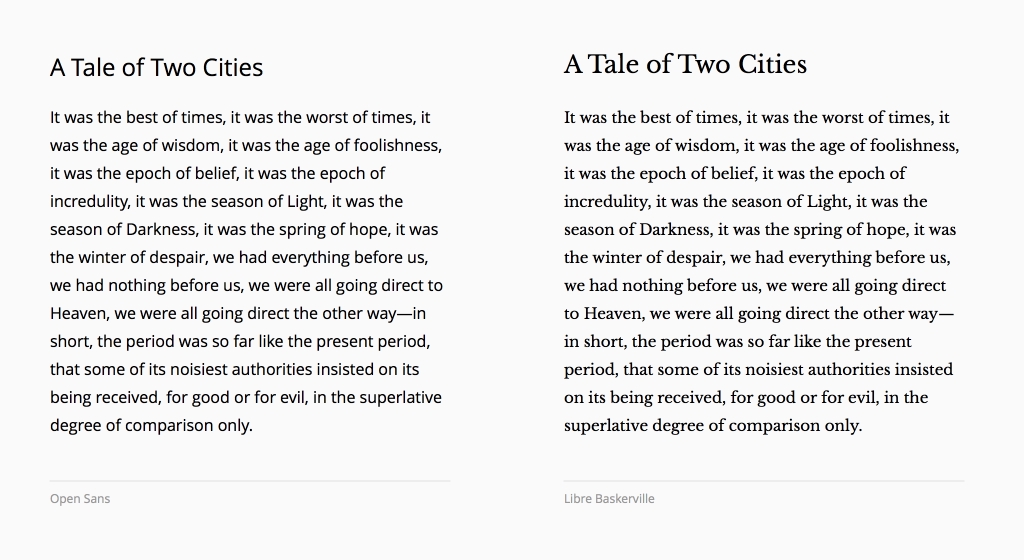 A Tale of Two Cities
It was the best of times, it was the worst of times, it
was the age of wisdom, it was the age of foolishness,
it was the epoch of belief, it was the epoch of
incredulity, it was the season of Light, it was the
season of Darkness, it was the spring of hope, it was
the winter of despair, we had everything before us,
we had nothing before us, we were all going direct to
Heaven, we were all going direct the other way—in
short, the period was so far like the present period,
that some of its noisiest authorities insisted on its
being received, for good or for evil, in the superlative
degree of comparison only.
Open Sans
A Tale of Two Cities
It was the best of times, it was the worst of times, it
was the age of wisdom, it was the age of foolishness,
it was the epoch of belief, it was the epoch of
incredulity, it was the season of Light, it was the
season of Darkness, it was the spring of hope, it was
the winter of despair, we had everything before us,
we had nothing before us, we were all going direct
to Heaven, we were all going direct the other way—
in short, the period was so far like the present
period, that some of its noisiest authorities insisted
on its being received, for good or for evil, in the
superlative degree of comparison only.
Libre Baskerville